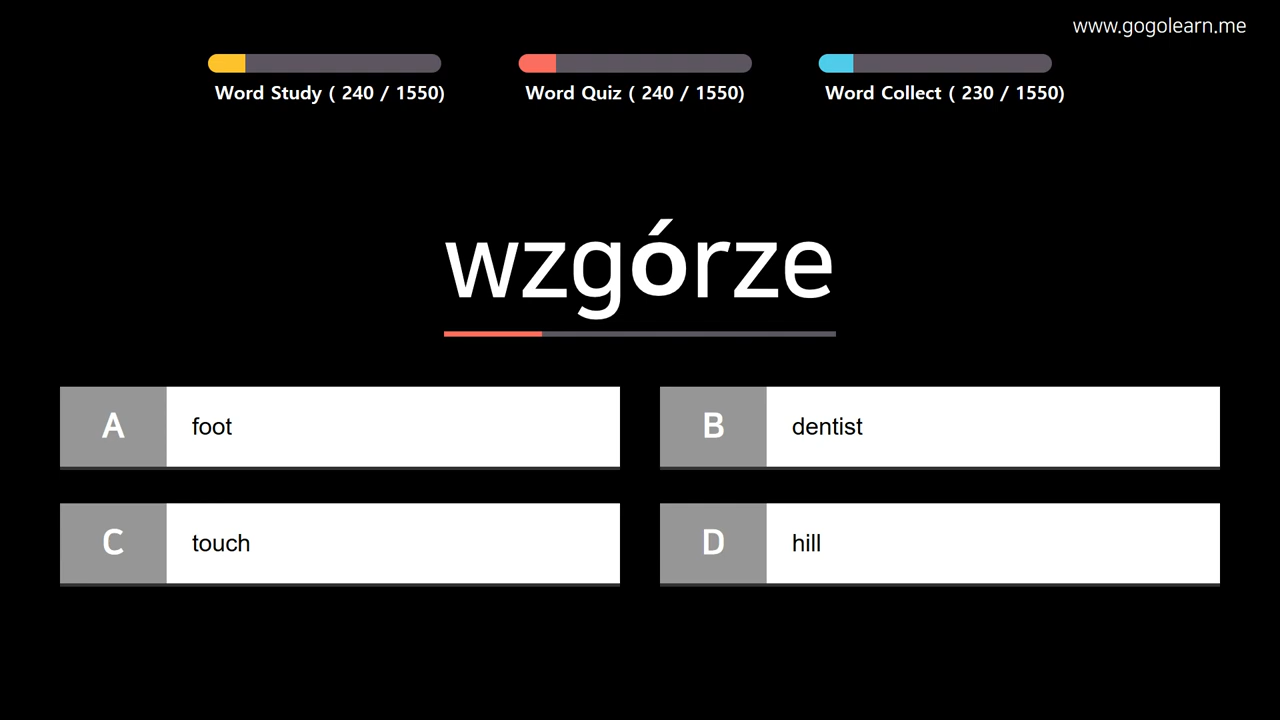 www.gogolearn.me
Word Study ( 240 / 1550)
Word Quiz ( 240 / 1550)
Word Collect ( 230 / 1550)
wzgórze
A foot
B dentist
C touch
D hill